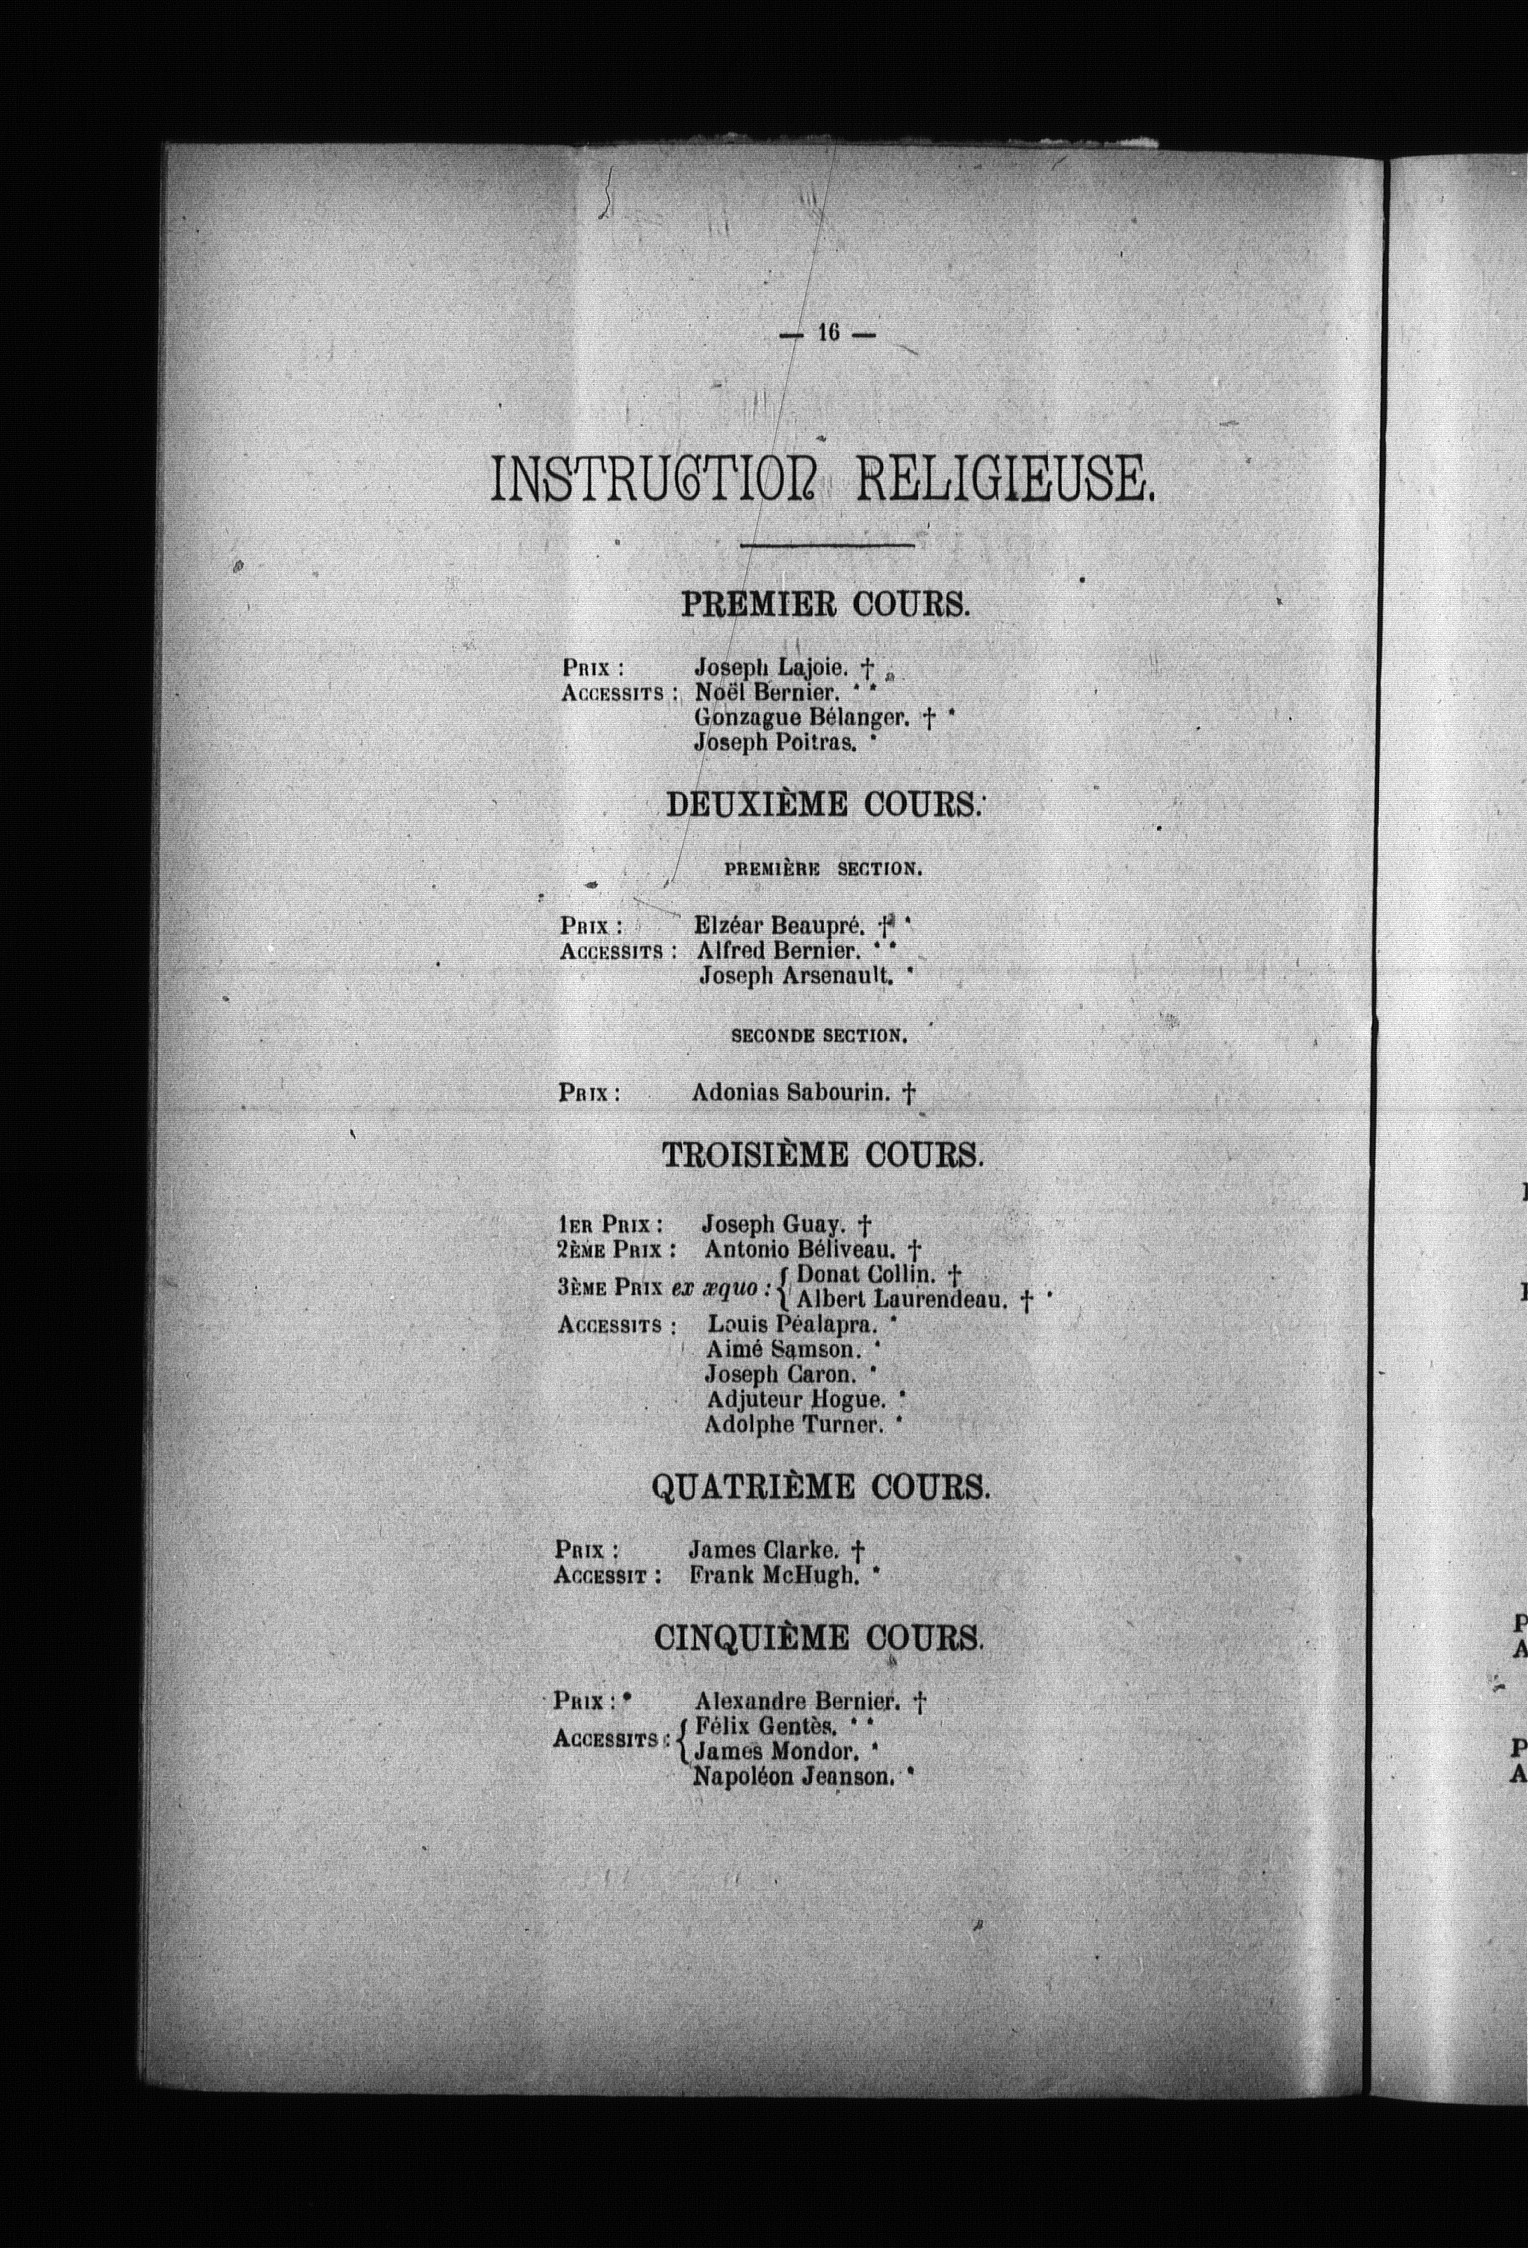 — 16 —
INSTRUCTION RELIGIEUSE.
PREMIER COURS.
PRIX : Joseph Lajoie. †
ACCESSITS : Noël Bernier. * *
Gonzague Bélanger. † *
Joseph Poitras. *
DEUXIÈME COURS.
PREMIÈRE SECTION.
PRIX : Elzéar Beaupré. † *
ACCESSITS : Alfred Bernier. * *
Joseph Arsenault. *
SECONDE SECTION.
PRIX : Adonias Sabourin. †
TROISIÈME COURS.
1ER PRIX : Joseph Guay. †
2ÈME PRIX : Antonio Béliveau. †
3ÈME PRIX ex æquo : { Donat Collin. †
Albert Laurendeau. † *
ACCESSITS : Louis Péalapra. *
Aimé Samson. *
Joseph Caron. *
Adjuteur Hogue. *
Adolphe Turner. *
QUATRIÈME COURS.
PRIX : James Clarke. †
ACCESSIT : Frank McHugh. *
CINQUIÈME COURS.
PRIX : Alexandre Bernier. †
ACCESSITS : { Félix Gentès. * *
James Mondor. *
Napoléon Jeanson. *
P
A
P
A